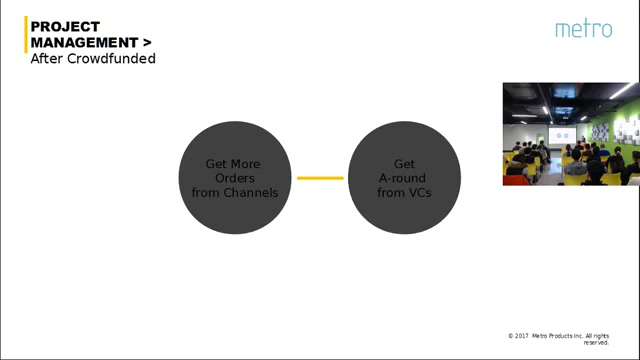 PROJECT
MANAGEMENT >
After Crowdfunded
metro
Get More
Orders
from Channels
Get
A-round
from VCs
© 2017 Metro Products Inc. All rights
reserved.